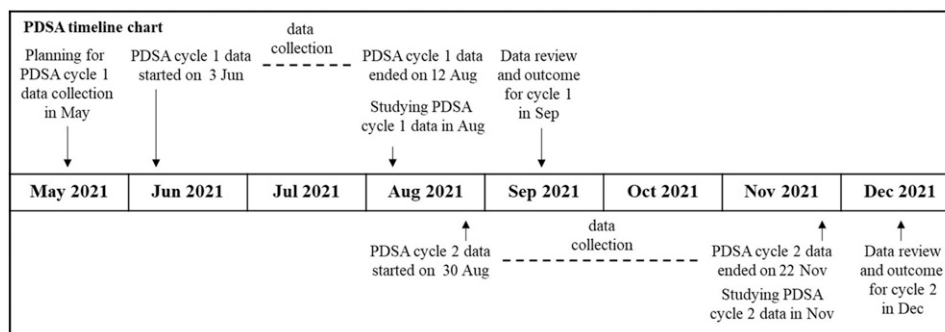 PDSA timeline chart
Planning for
PDSA cycle 1
data collection
in May
PDSA cycle 1 data
started on 3 Jun
data
collection
PDSA cycle 1 data
ended on 12 Aug
Studying PDSA
cycle 1 data in Aug
Data review
and outcome
for cycle 1
in Sep
May 2021
Jun 2021
Jul 2021
Aug 2021
Sep 2021
Oct 2021
Nov 2021
Dec 2021
PDSA cycle 2 data
started on 30 Aug
data
collection
PDSA cycle 2 data
ended on 22 Nov
Studying PDSA
cycle 2 data in Nov
Data review
and outcome
for cycle 2
in Dec